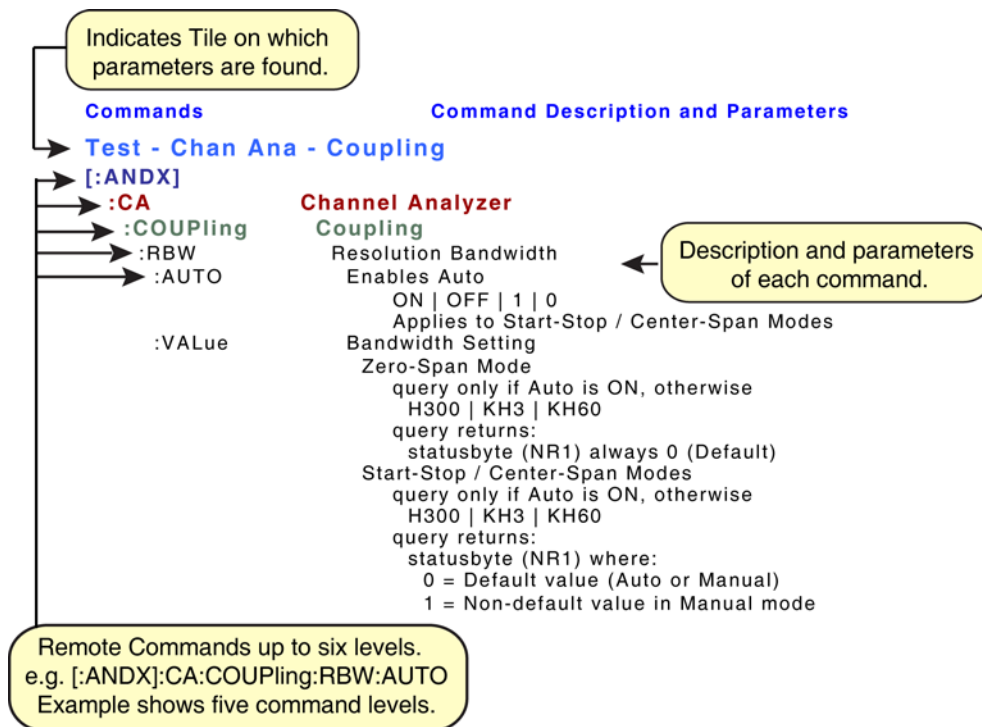 Indicates Tile on which
parameters are found.
Commands Command Description and Parameters
Test - Chan Ana - Coupling
[:ANDX]
:CA Channel Analyzer
:COUPling Coupling
:RBW Resolution Bandwidth
:AUTO Enables Auto
ON | OFF | 1 | 0
Applies to Start-Stop / Center-Span Modes
Description and parameters
of each command.
:VALue Bandwidth Setting
Zero-Span Mode
query only if Auto is ON, otherwise
H300 | KH3 | KH60
query returns:
statusbyte (NR1) always 0 (Default)
Start-Stop / Center-Span Modes
query only if Auto is ON, otherwise
H300 | KH3 | KH60
query returns:
statusbyte (NR1) where:
0 = Default value (Auto or Manual)
1 = Non-default value in Manual mode
Remote Commands up to six levels.
e.g. [:ANDX]:CA:COUPling:RBW:AUTO
Example shows five command levels.